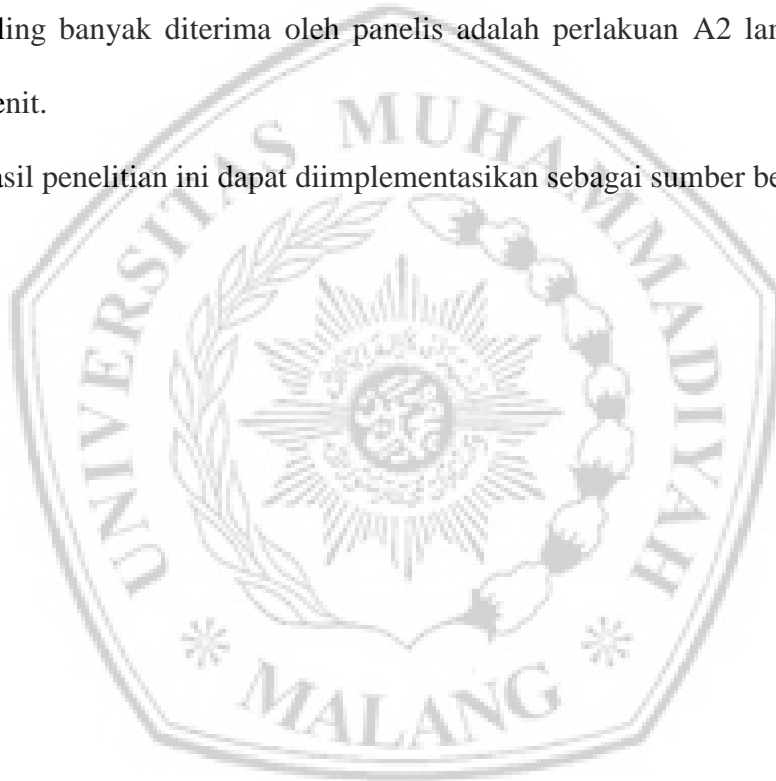 ling banyak diterima oleh panelis adalah perlakuan A2 lar
enit.
asil penelitian ini dapat diimplementasikan sebagai sumber be
UNIVERSITAS MUHAMMADIYAH
MALANG